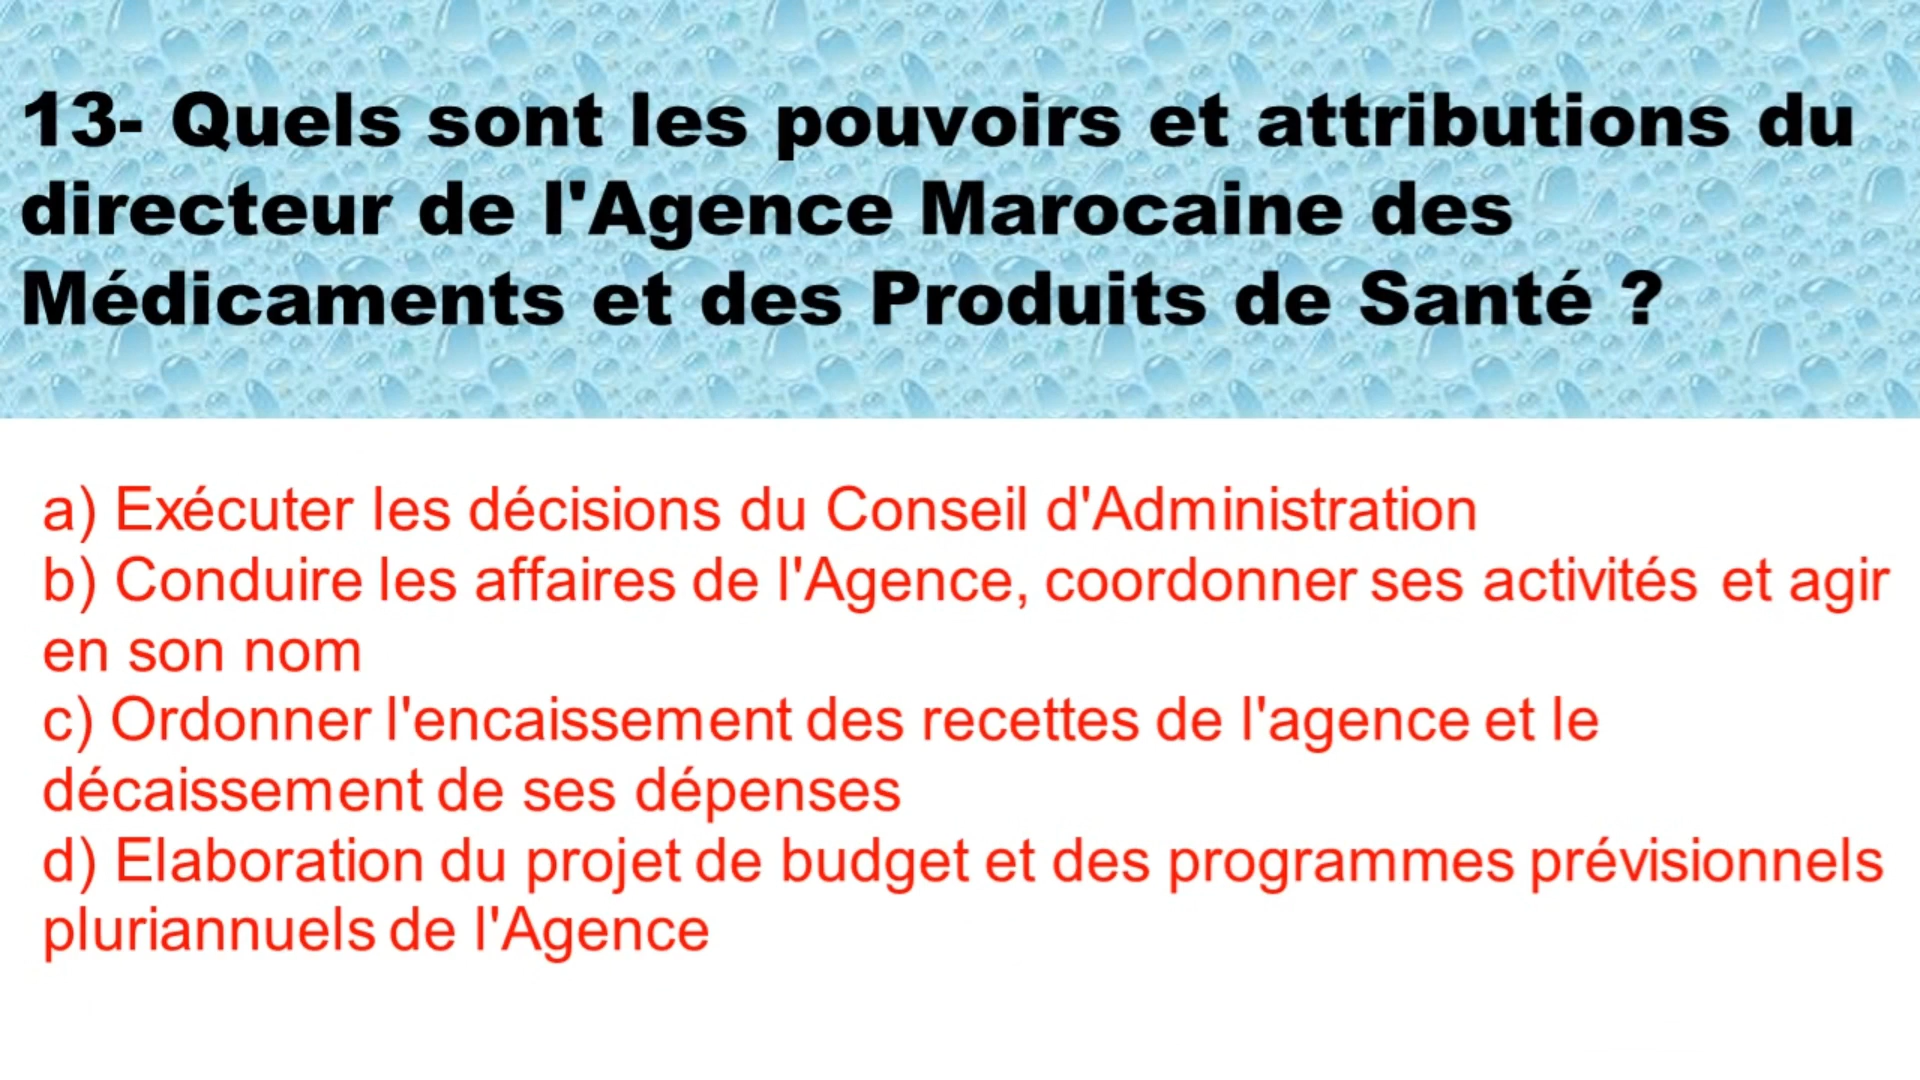 13- Quels sont les pouvoirs et attributions du
directeur de l'Agence Marocaine des
Médicaments et des Produits de Santé ?
a) Exécuter les décisions du Conseil d'Administration
b) Conduire les affaires de l'Agence, coordonner ses activités et agir
en son nom
c) Ordonner l'encaissement des recettes de l'agence et le
décaissement de ses dépenses
d) Elaboration du projet de budget et des programmes prévisionnels
pluriannuels de l'Agence